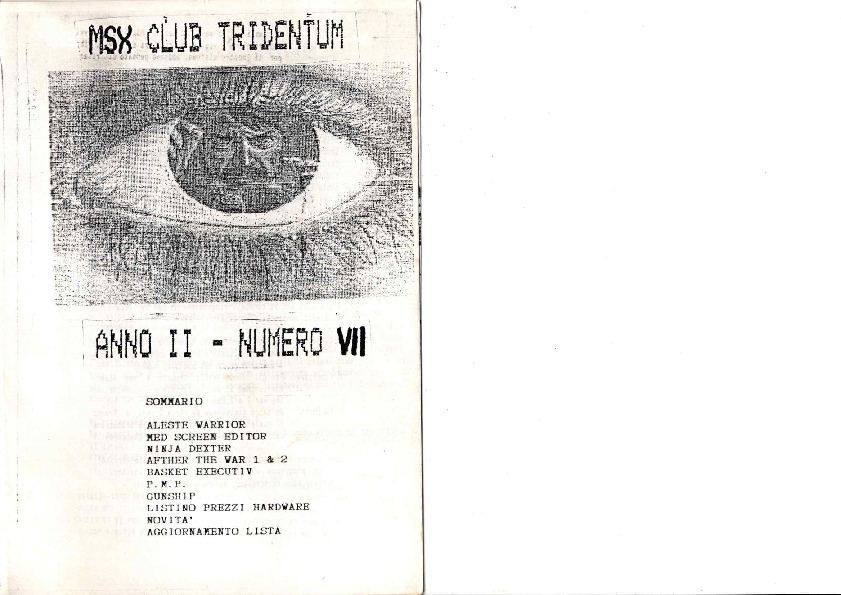 MSX CLUB TRIDENTUM
ANNO II - NUMERO VII
SOMMARIO
ALESTE WARRIOR
MED SCREEN EDITOR
NINJA DEXTER
AFTHER THE WAR 1 & 2
BASKET EXECUTIV
P.M.P.
GUNSHIP
LISTINO PREZZI HARDWARE
NOVITA'
AGGIORNAMENTO LISTA